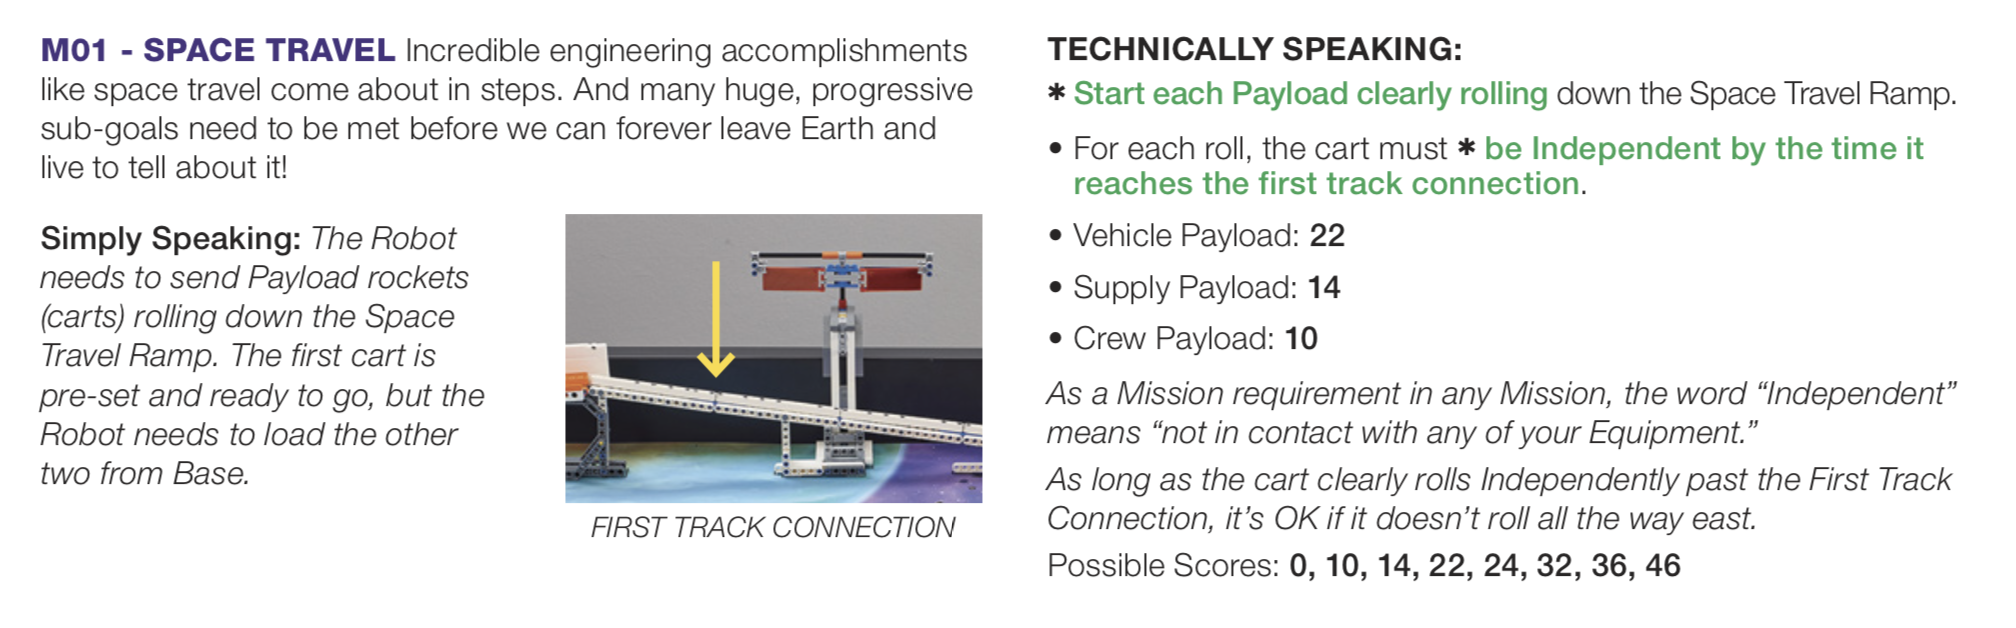 M01 - SPACE TRAVEL Incredible engineering accomplishments
like space travel come about in steps. And many huge, progressive
sub-goals need to be met before we can forever leave Earth and
live to tell about it!
Simply Speaking: The Robot
needs to send Payload rockets
(carts) rolling down the Space
Travel Ramp. The first cart is
pre-set and ready to go, but the
Robot needs to load the other
two from Base.
FIRST TRACK CONNECTION
TECHNICALLY SPEAKING:
✱ Start each Payload clearly rolling down the Space Travel Ramp.
• For each roll, the cart must ✱ be Independent by the time it
reaches the first track connection.
• Vehicle Payload: 22
• Supply Payload: 14
• Crew Payload: 10
As a Mission requirement in any Mission, the word “Independent”
means “not in contact with any of your Equipment.”
As long as the cart clearly rolls Independently past the First Track
Connection, it’s OK if it doesn’t roll all the way east.
Possible Scores: 0, 10, 14, 22, 24, 32, 36, 46